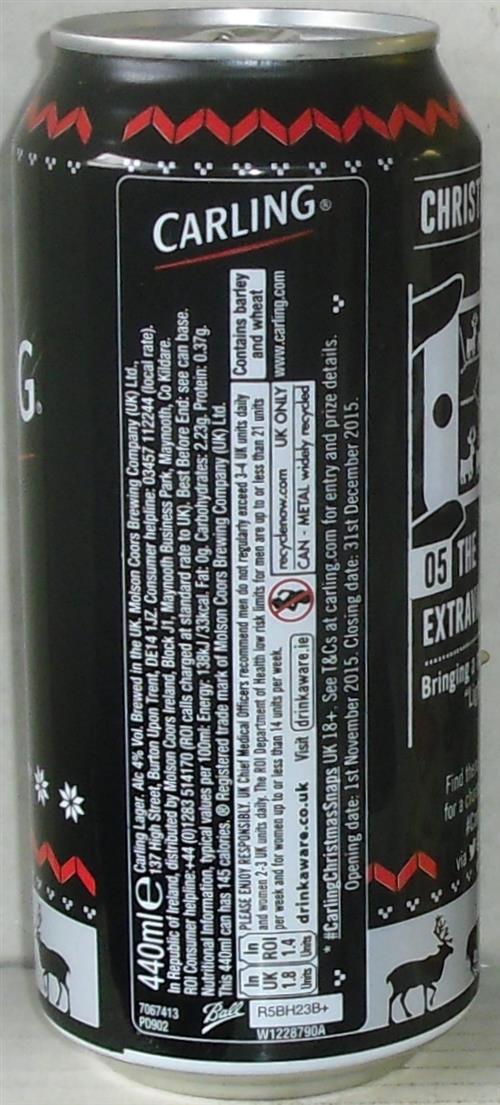 CARLING®
440ml e
Carling Lager. Alc 4% Vol. Brewed in the UK. Molson Coors Brewing Company (UK) Ltd.,
137 High Street, Burton Upon Trent, DE14 1JZ. Consumer helpline: 03457 112244 (local rate).
In Republic of Ireland, distributed by Molson Coors Ireland, Block J1, Maynooth Business Park, Maynooth, Co Kildare.
ROI Consumer helpline: +44 (0)1283 514170 (ROI calls charged at standard rate to UK). Best Before End: see can base.
Nutritional Information, typical values per 100ml: Energy, 138kJ / 33kcal, Fat: 0g, Carbohydrates: 2.23g, Protein: 0.37g.
This 440ml can has 145 calories. ® Registered trade mark of Molson Coors Brewing Company (UK) Ltd.
Contains barley
and wheat
PLEASE ENJOY RESPONSIBLY. UK Chief Medical Officers recommend men do not regularly exceed 3-4 UK units daily
and women 2-3 UK units daily. The ROI Department of Health low risk limits for men are up to or less than 21 units
per week and for women up to or less than 14 units per week.
In UK 1.8 Units
In ROI 1.4 Units
drinkaware.co.uk Visit drinkaware.ie
recyclenow.com UK ONLY
CAN - METAL widely recycled
www.carling.com
* #CarlingChristmasSnaps UK 18+. See T&Cs at carling.com for entry and prize details.
Opening date: 1st November 2015. Closing date: 31st December 2015.
7067413
PD902
Ball
R5BH23B+
W1228790A
G®
CHRIST
05 THE
EXTRAV
Bringing a
Find the
for a ch
via